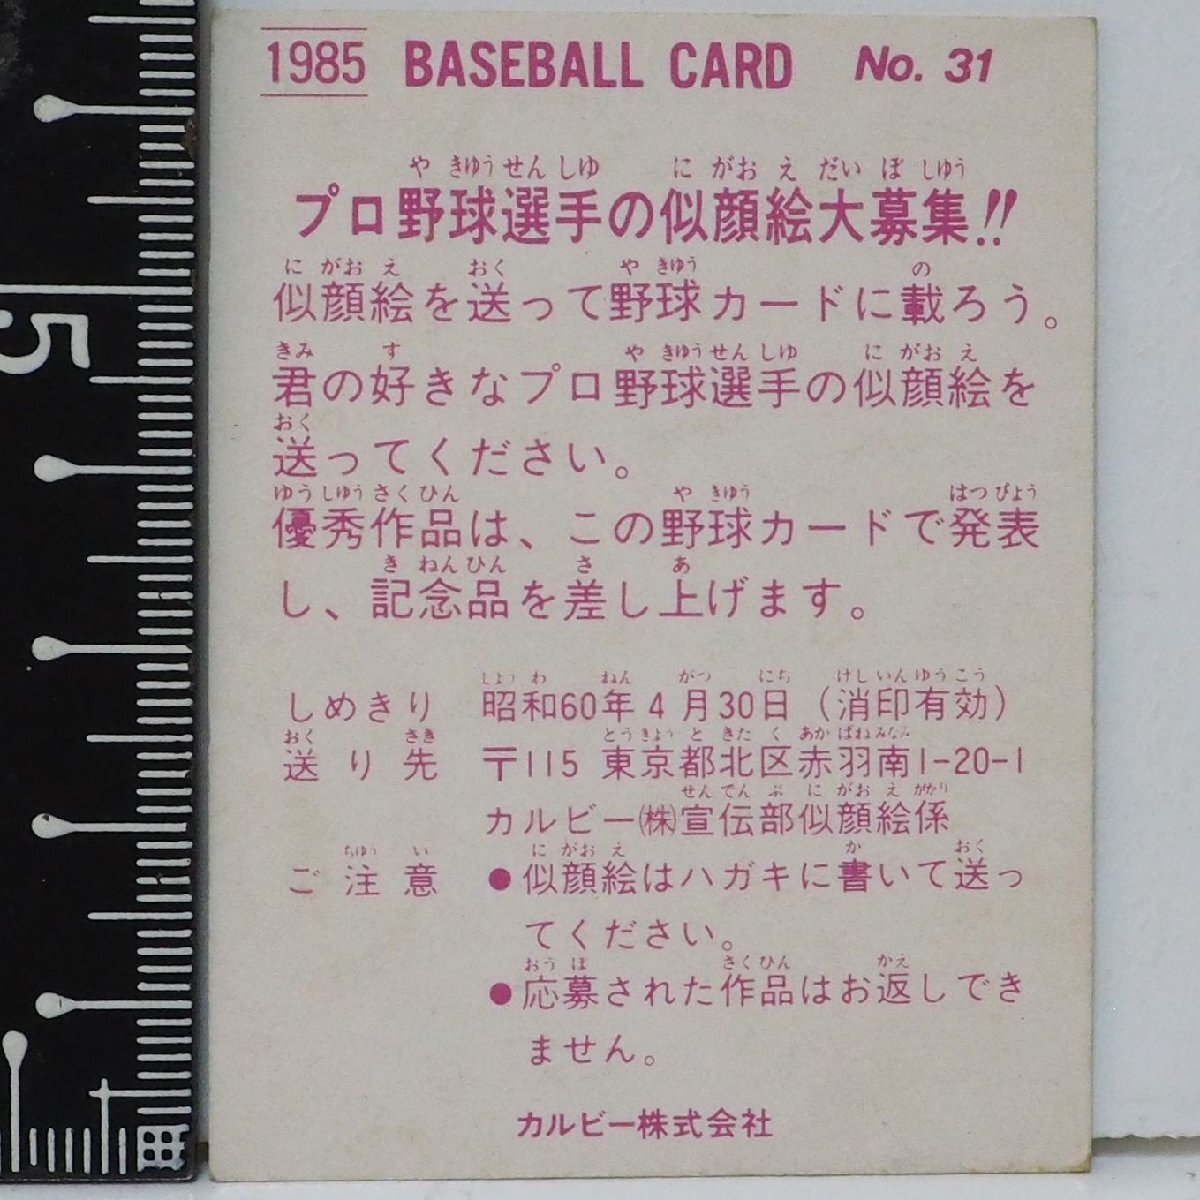 1985 BASEBALL CARD No. 31
や きゆう せん しゆ に がお え だい ぼ しゆう
プロ野球選手の似顔絵大募集!!
に がお え おく や きゆう の
似顔絵を送って野球カードに載ろう。
きみ す や きゆう せん しゆ に がお え
君の好きなプロ野球選手の似顔絵を
おく
送ってください。
ゆう しゆう さく ひん や きゆう はつ ぴょう
優秀作品は、この野球カードで発表
き ねん ひん さ あ
し、記念品を差し上げます。
しょう わ ねん がつ にち けし いん ゆう こう
しめきり 昭和60年4月30日(消印有効)
おく さき とう きょう と きた く あか ばね みなみ
送り先 〒115 東京都北区赤羽南1-20-1
せん でん ぶ に がお え がかり
カルビー㈱宣伝部似顔絵係
ちゅう い に がお え か おく
ご注意 ●似顔絵はハガキに書いて送っ
てください。
おう ぼ さく ひん かえ
●応募された作品はお返しでき
ません。
カルビー株式会社
5